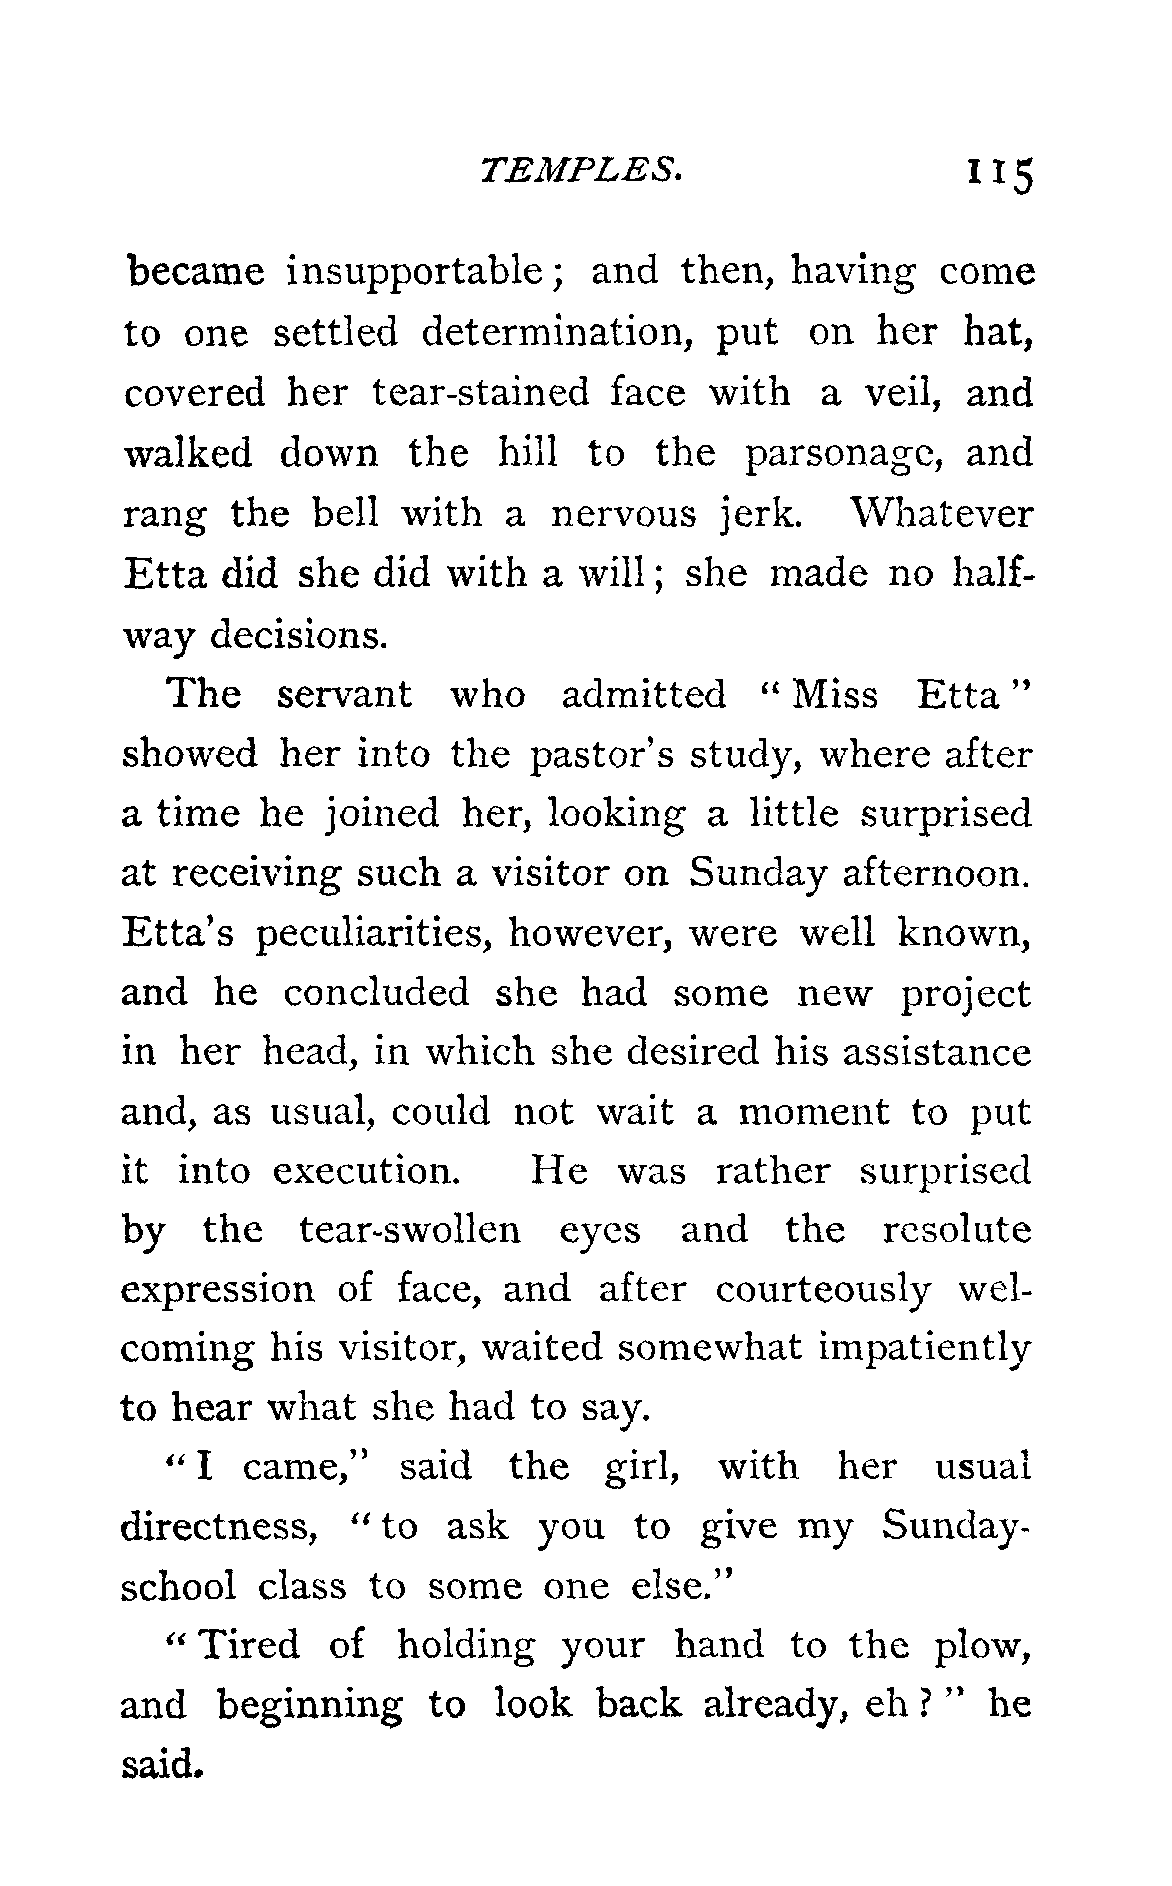 TEMPLES. 115
became insupportable; and then, having come
to one settled determination, put on her hat,
covered her tear-stained face with a veil, and
walked down the hill to the parsonage, and
rang the bell with a nervous jerk. Whatever
Etta did she did with a will; she made no half-
way decisions.
The servant who admitted "Miss Etta"
showed her into the pastor's study, where after
a time he joined her, looking a little surprised
at receiving such a visitor on Sunday afternoon.
Etta's peculiarities, however, were well known,
and he concluded she had some new project
in her head, in which she desired his assistance
and, as usual, could not wait a moment to put
it into execution. He was rather surprised
by the tear-swollen eyes and the resolute
expression of face, and after courteously wel-
coming his visitor, waited somewhat impatiently
to hear what she had to say.
"I came," said the girl, with her usual
directness, "to ask you to give my Sunday-
school class to some one else."
"Tired of holding your hand to the plow,
and beginning to look back already, eh?" he
said.